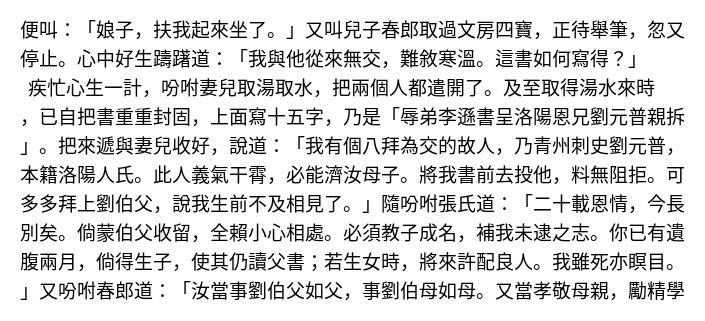 便叫：「娘子，扶我起來坐了。」又叫兒子春郎取過文房四寶，正待舉筆，忽又
停止。心中好生躊躇道：「我與他從來無交，難敘寒溫。這書如何寫得？」
疾忙心生一計，吩咐妻兒取湯取水，把兩個人都遣開了。及至取得湯水來時
，已自把書重重封固，上面寫十五字，乃是「辱弟李遜書呈洛陽恩兄劉元普親拆
」。把來遞與妻兒收好，說道：「我有個八拜為交的故人，乃青州刺史劉元普，
本籍洛陽人氏。此人義氣干霄，必能濟汝母子。將我書前去投他，料無阻拒。可
多多拜上劉伯父，說我生前不及相見了。」隨吩咐張氏道：「二十載恩情，今長
別矣。倘蒙伯父收留，全賴小心相處。必須教子成名，補我未逮之志。你已有遺
腹兩月，倘得生子，使其仍讀父書；若生女時，將來許配良人。我雖死亦瞑目。
」又吩咐春郎道：「汝當事劉伯父如父，事劉伯母如母。又當孝敬母親，勵精學